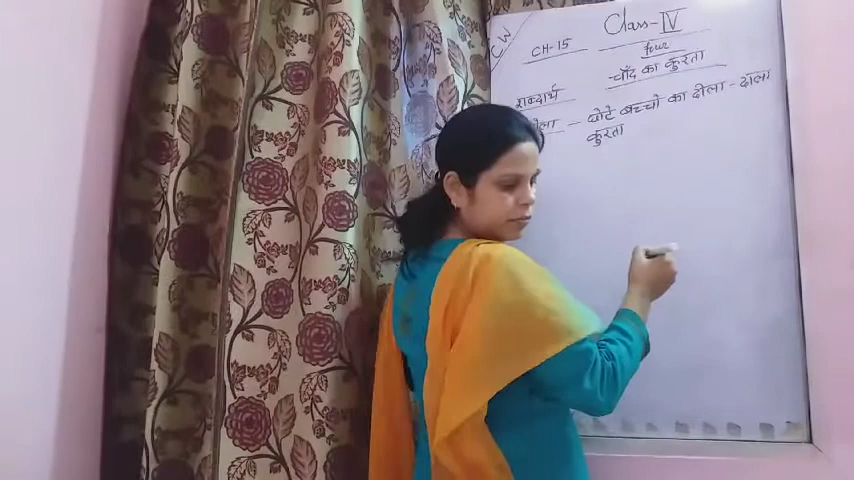 C.W
Class - IV
four
CH-15
चाँद का कुरता
शब्दार्थ
- छोटे बच्चो का ढीला - ढाला
कुरता